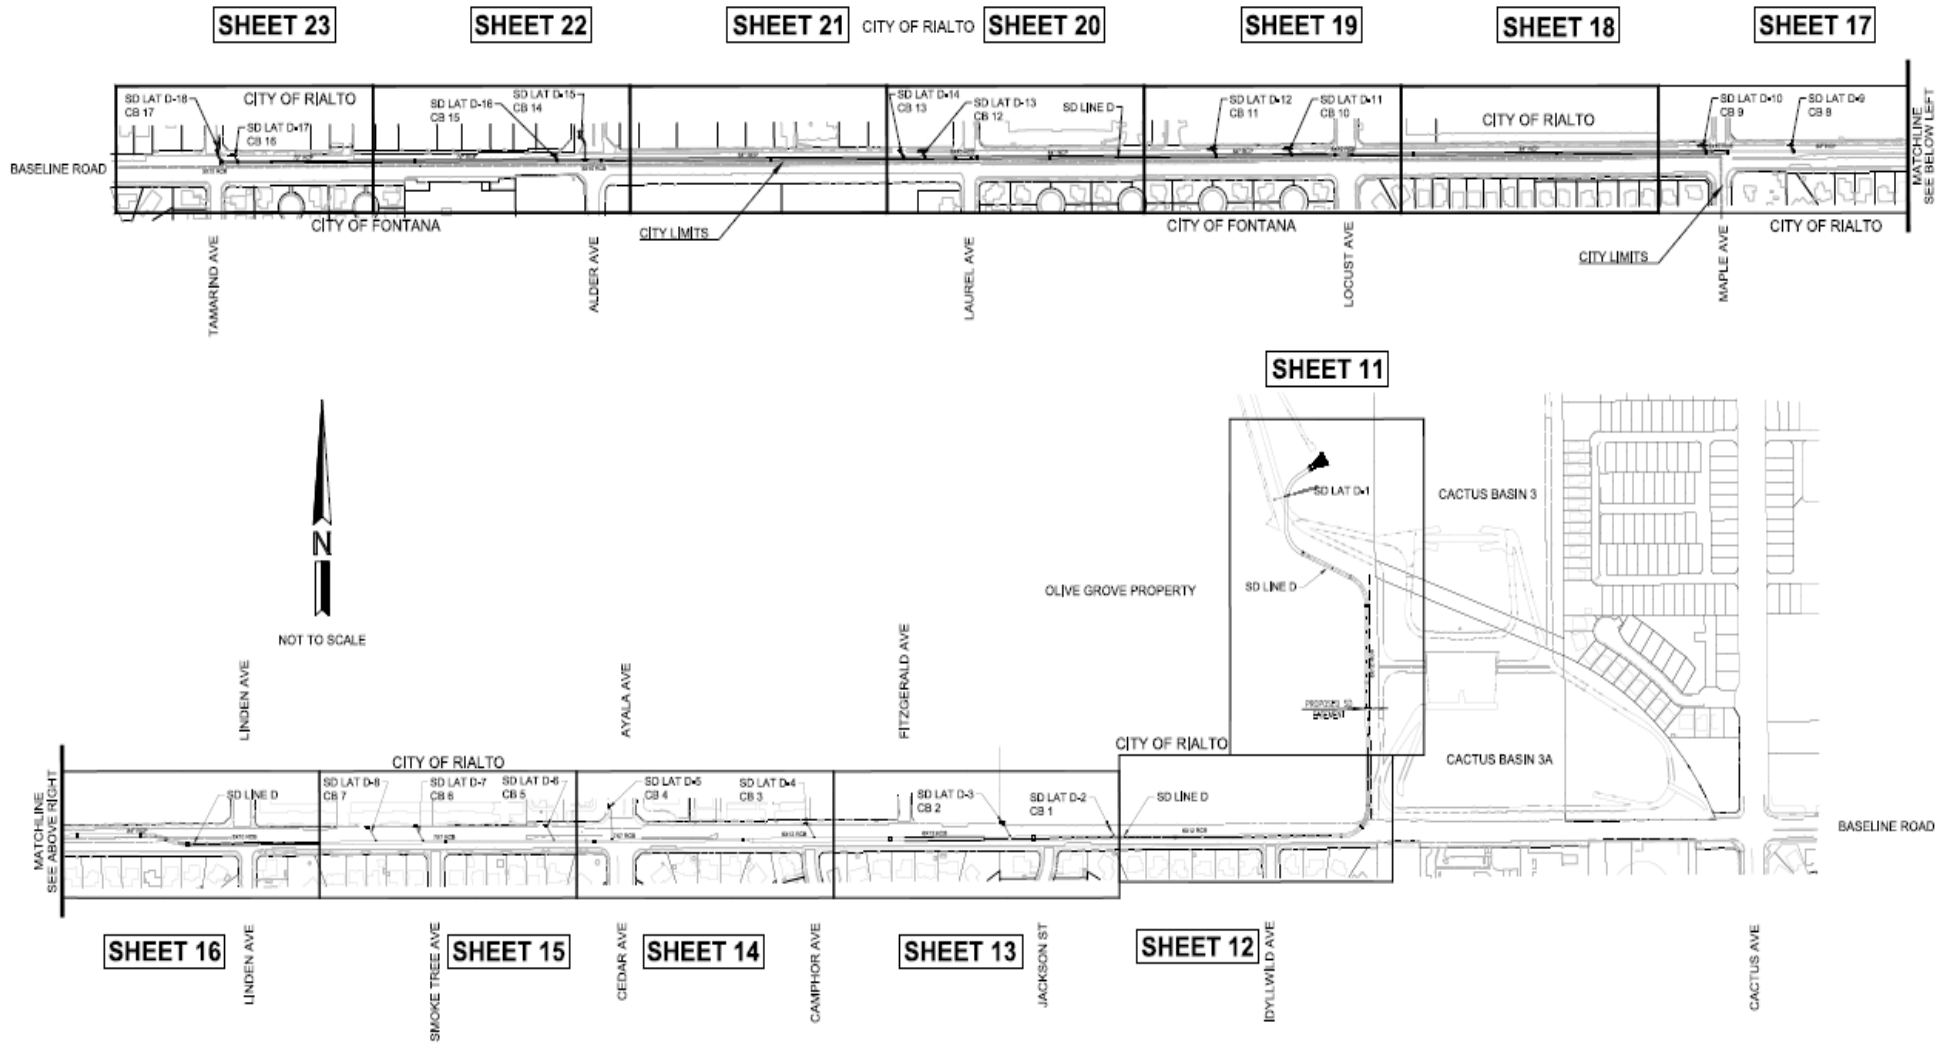 SHEET 23
SHEET 22
SHEET 21
CITY OF RIALTO
SHEET 20
SHEET 19
SHEET 18
SHEET 17
SD LAT D-18
CB 17
CITY OF RIALTO
SD LAT D-17
CB 16
SD LAT D-16
CB 15
SD LAT D-15
CB 14
SD LAT D-14
CB 13
SD LAT D-13
CB 12
SD LINE D
SD LAT D-12
CB 11
SD LAT D-11
CB 10
CITY OF RIALTO
SD LAT D-10
CB 9
SD LAT D-9
CB 8
MATCHLINE
SEE BELOW LEFT
BASELINE ROAD
CITY OF FONTANA
CITY LIMITS
CITY OF FONTANA
CITY LIMITS
CITY OF RIALTO
TAMARIND AVE
ALDER AVE
LAUREL AVE
LOCUST AVE
MAPLE AVE
SHEET 11
N
NOT TO SCALE
SD LAT D-1
CACTUS BASIN 3
OLIVE GROVE PROPERTY
SD LINE D
PROPOSED SD
EASEMENT
LINDEN AVE
AYALA AVE
FITZGERALD AVE
CITY OF RIALTO
CITY OF RIALTO
CACTUS BASIN 3A
MATCHLINE
SEE ABOVE RIGHT
SD LINE D
SD LAT D-8
CB 7
SD LAT D-7
CB 6
SD LAT D-6
CB 5
SD LAT D-5
CB 4
SD LAT D-4
CB 3
SD LAT D-3
CB 2
SD LAT D-2
CB 1
SD LINE D
BASELINE ROAD
SHEET 16
LINDEN AVE
SMOKE TREE AVE
SHEET 15
CEDAR AVE
SHEET 14
CAMPHOR AVE
SHEET 13
JACKSON ST
SHEET 12
IDYLLWILD AVE
CACTUS AVE